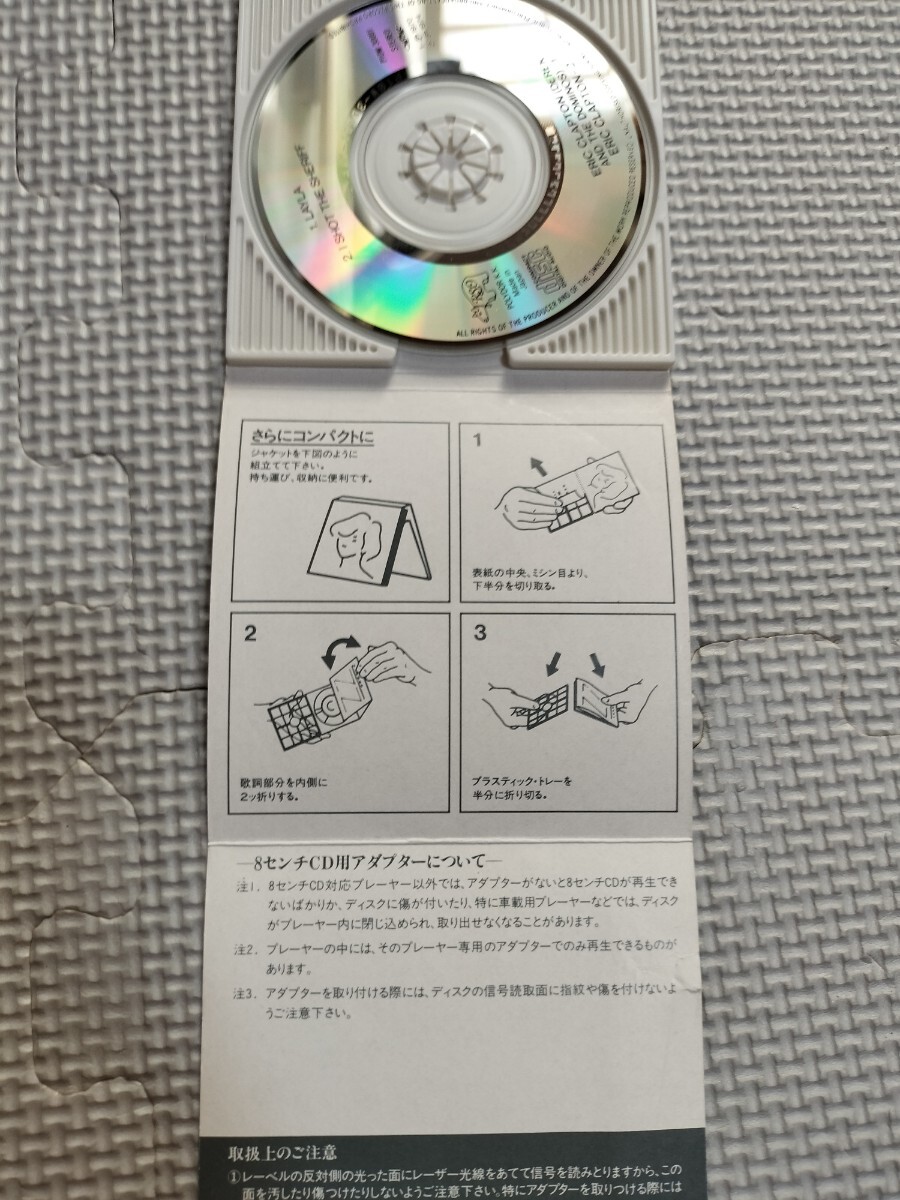 ERIC CLAPTON (DEREK
AND THE DOMINOS)
ERIC CLAPTON
1. LAYLA
2. I SHOT THE SHERIFF
Made in
Japan
ALL RIGHTS OF THE PRODUCER AND OF THE OWNER OF THE WORK REPRODUCED RESERVED
さらにコンパクトに
ジャケットを下図のように
組立てて下さい。
持ち運び、収納に便利です。
1
表紙の中央、ミシン目より、
下半分を切り取る。
2
歌詞部分を内側に
2ッ折りする。
3
プラスティック・トレーを
半分に折り切る。
—8センチCD用アダプターについて—
注1. 8センチCD対応プレーヤー以外では、アダプターがないと8センチCDが再生でき
ないばかりか、ディスクに傷が付いたり、特に車載用プレーヤーなどでは、ディスク
がプレーヤー内に閉じ込められ、取り出せなくなることがあります。
注2. プレーヤーの中には、そのプレーヤー専用のアダプターでのみ再生できるものが
あります。
注3. アダプターを取り付ける際には、ディスクの信号読取面に指紋や傷を付けないよ
うご注意下さい。
取扱上のご注意
①レーベルの反対側の光った面にレーザー光線をあてて信号を読みとりますから、この
面を汚したり傷つけたりしないようご注意下さい。特にアダプターを取りつける際には